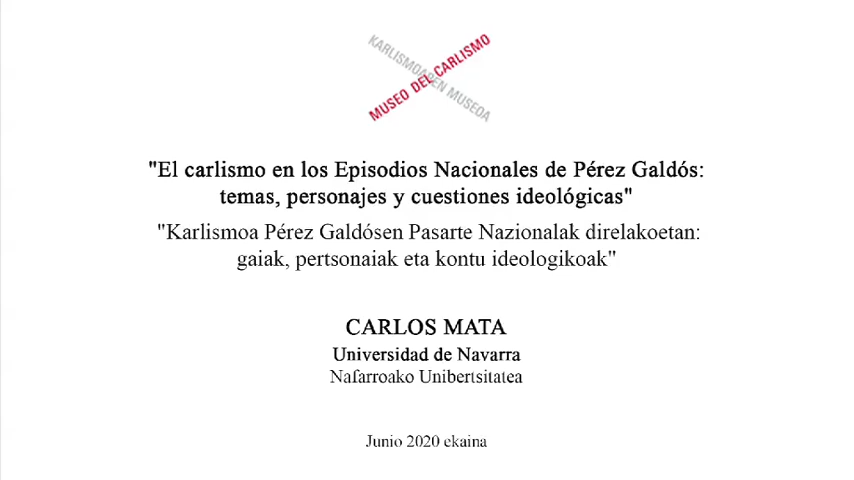 KARLISMOAREN MUSEOA
MUSEO DEL CARLISMO
"El carlismo en los Episodios Nacionales de Pérez Galdós:
temas, personajes y cuestiones ideológicas"
"Karlismoa Pérez Galdósen Pasarte Nazionalak direlakoetan:
gaiak, pertsonaiak eta kontu ideologikoak"
CARLOS MATA
Universidad de Navarra
Nafarroako Unibertsitatea
Junio 2020 ekaina